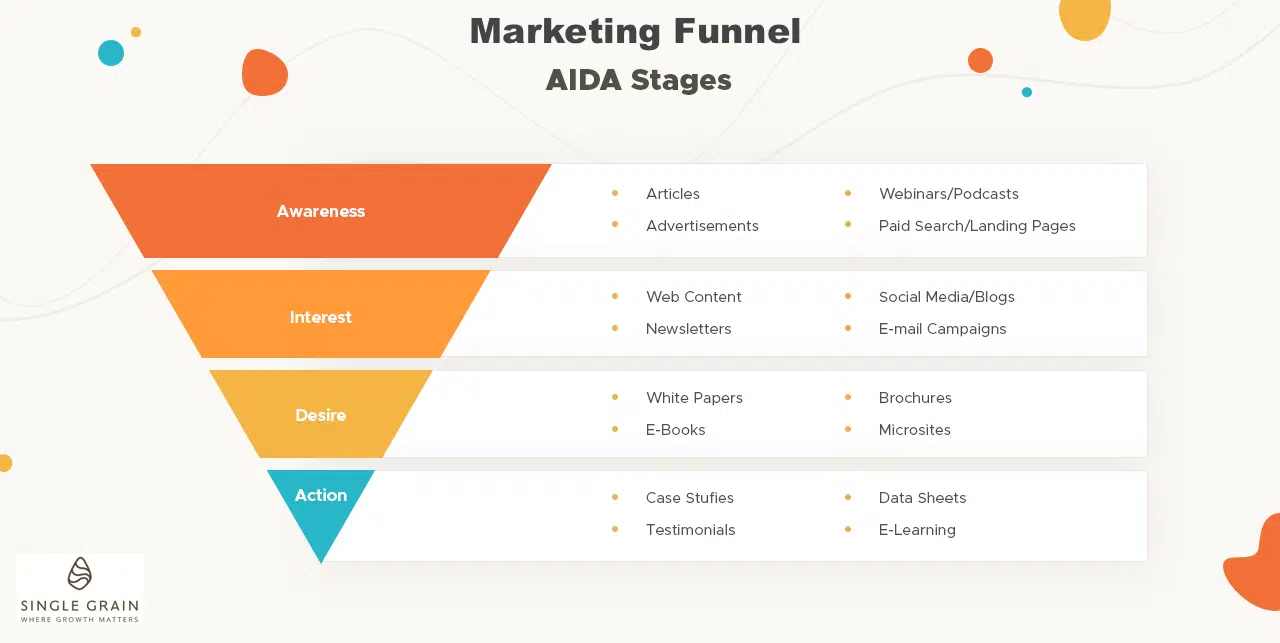 Marketing Funnel
AIDA Stages
Awareness
Articles
Webinars/Podcasts
Advertisements
Paid Search/Landing Pages
Interest
Web Content
Social Media/Blogs
Newsletters
E-mail Campaigns
Desire
White Papers
Brochures
E-Books
Microsites
Action
Case Stufies
Data Sheets
Testimonials
E-Learning
SINGLE GRAIN
WHERE GROWTH MATTERS